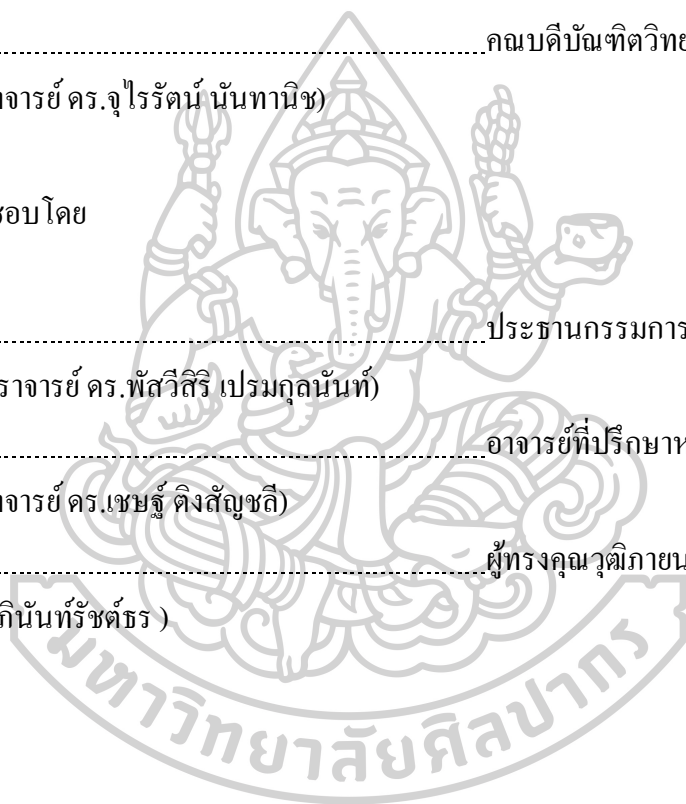 คณบดีบัณฑิตวิทย
าจารย์ ดร.จุไรรัตน์ นันทานิช)
ชอบโดย
ประธานกรรมการ
ราจารย์ ดร.พัสวีสิริ เปรมกุลนันท์)
อาจารย์ที่ปรึกษาห
าจารย์ ดร.เชษฐ์ ติงสัญชลี)
ผู้ทรงคุณวุฒิภายน
ภินันท์รัชต์ธร )
มหาวิทยาลัยศิลปากร